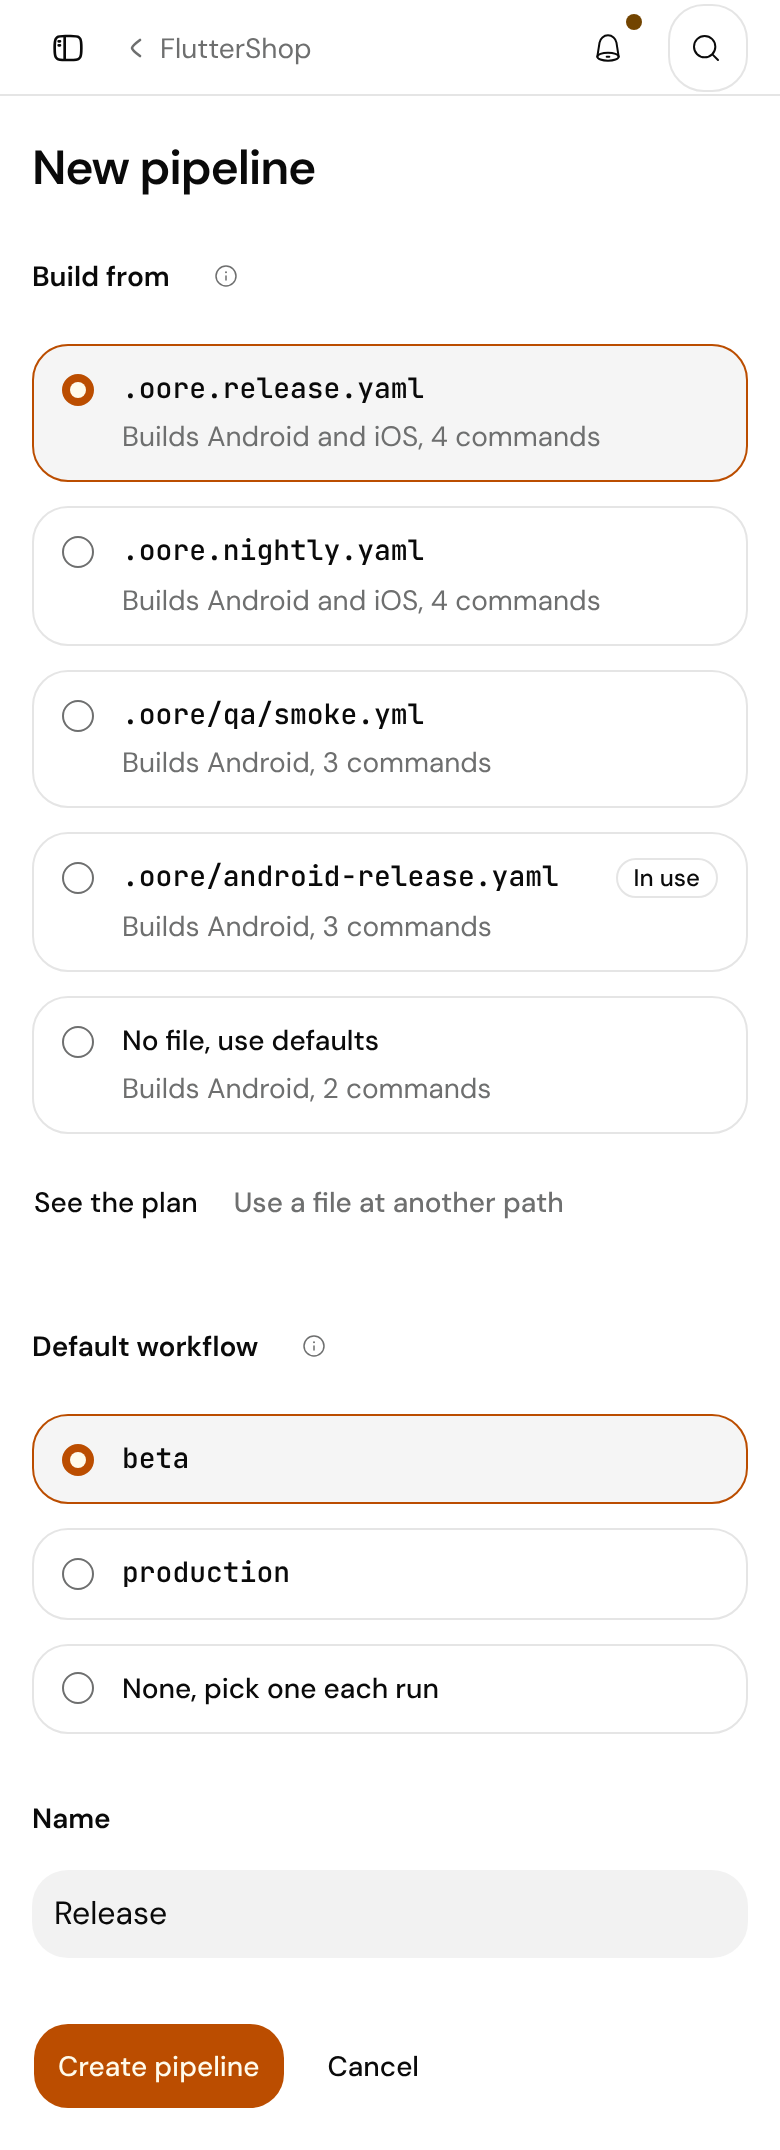 FlutterShop
New pipeline
Build from
.oore.release.yaml
Builds Android and iOS, 4 commands
.oore.nightly.yaml
Builds Android and iOS, 4 commands
.oore/qa/smoke.yml
Builds Android, 3 commands
.oore/android-release.yaml In use
Builds Android, 3 commands
No file, use defaults
Builds Android, 2 commands
See the plan Use a file at another path
Default workflow
beta
production
None, pick one each run
Name
Release
Create pipeline Cancel